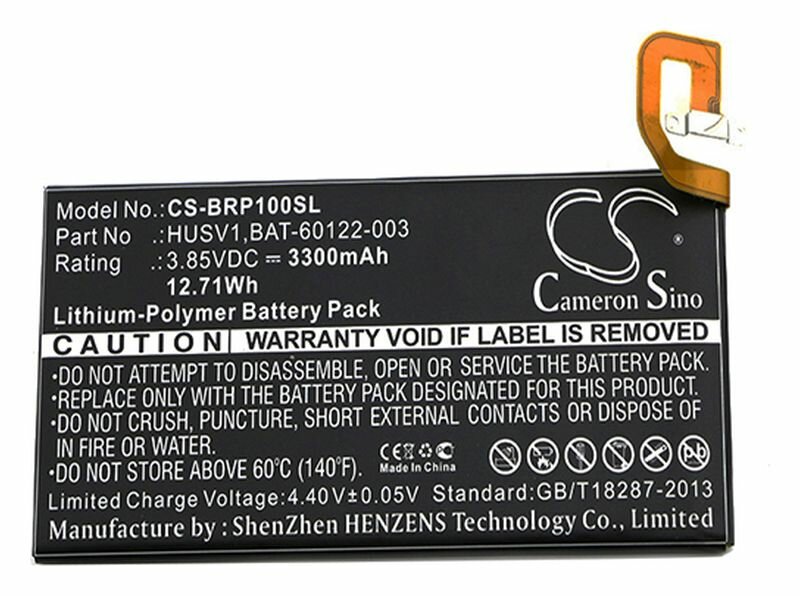 Model No.:CS-BRP100SL
Part No :HUSV1,BAT-60122-003
Rating :3.85VDC ⎓ 3300mAh
12.71Wh
Lithium-Polymer Battery Pack
CS
®
Cameron Sino
CAUTION WARRANTY VOID IF LABEL IS REMOVED
•DO NOT ATTEMPT TO DISASSEMBLE, OPEN OR SERVICE THE BATTERY PACK.
•REPLACE ONLY WITH THE BATTERY PACK DESIGNATED FOR THIS PRODUCT.
•DO NOT CRUSH, PUNCTURE, SHORT EXTERNAL CONTACTS OR DISPOSE OF
IN FIRE OR WATER.
•DO NOT STORE ABOVE 60°C (140°F).
CE
Made In China
BRP
Limited Charge Voltage:4.40V±0.05V Standard:GB/T18287-2013
Manufacture by:ShenZhen HENZENS Technology Co., Limited